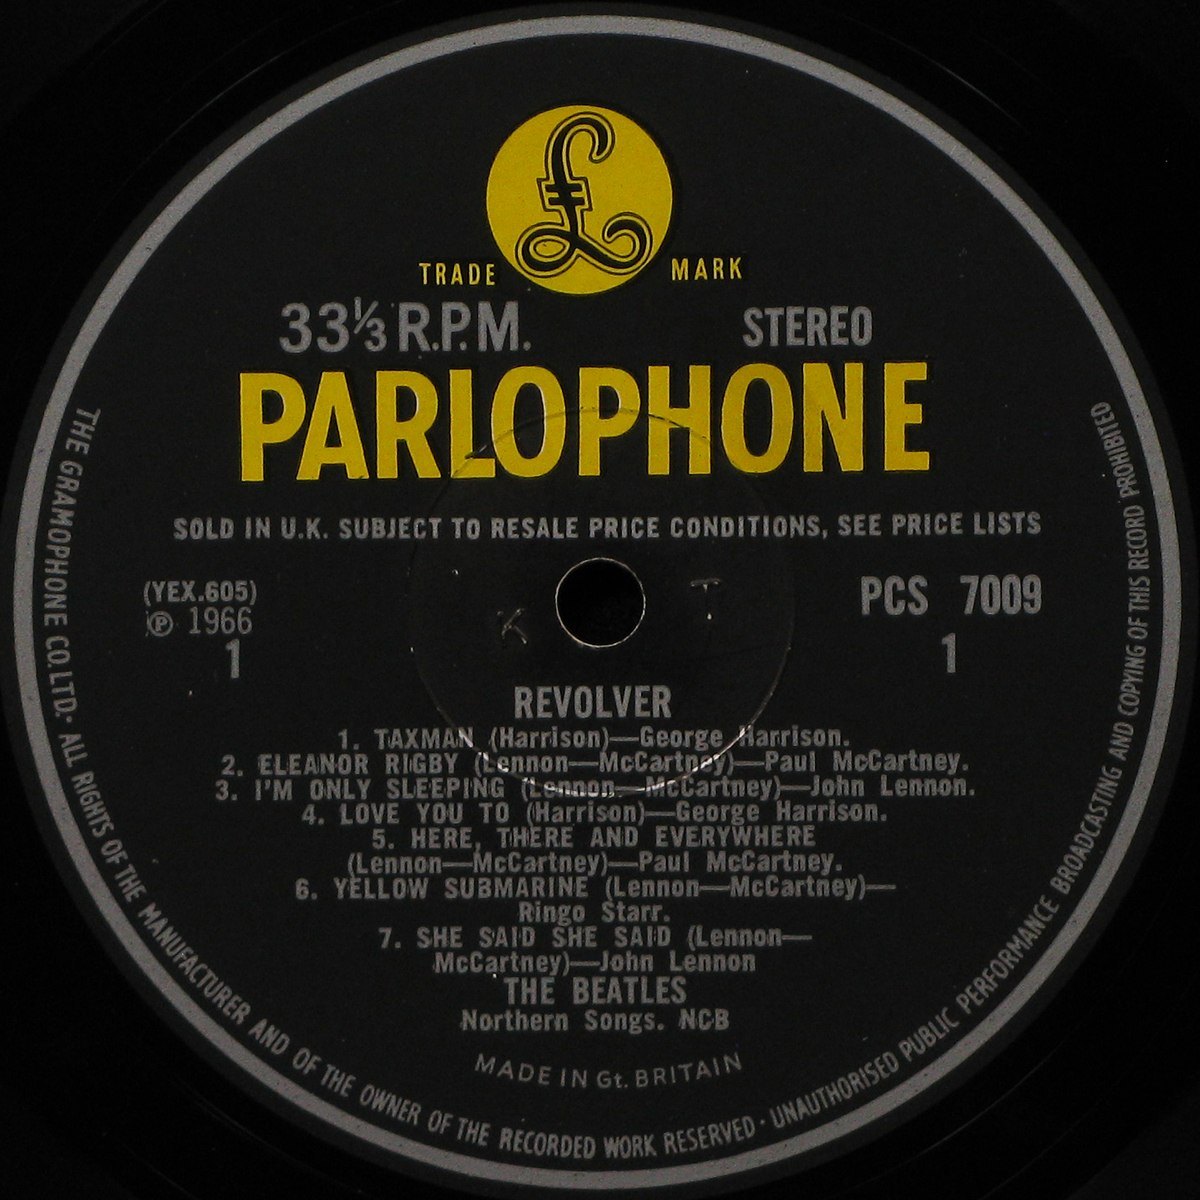 £
TRADE MARK
33⅓ R.P.M. STEREO
PARLOPHONE
SOLD IN U.K. SUBJECT TO RESALE PRICE CONDITIONS, SEE PRICE LISTS
(YEX.605) PCS 7009
℗ 1966
1 1
K T
REVOLVER
1. TAXMAN (Harrison)—George Harrison.
2. ELEANOR RIGBY (Lennon—McCartney)—Paul McCartney.
3. I'M ONLY SLEEPING (Lennon—McCartney)—John Lennon.
4. LOVE YOU TO (Harrison)—George Harrison.
5. HERE, THERE AND EVERYWHERE
(Lennon—McCartney)—Paul McCartney.
6. YELLOW SUBMARINE (Lennon—McCartney)—
Ringo Starr.
7. SHE SAID SHE SAID (Lennon—
McCartney)—John Lennon
THE BEATLES
Northern Songs. NCB
MADE IN Gt. BRITAIN
THE GRAMOPHONE CO. LTD. · ALL RIGHTS OF THE MANUFACTURER AND OF THE OWNER OF THE RECORDED WORK RESERVED · UNAUTHORISED PUBLIC PERFORMANCE BROADCASTING AND COPYING OF THIS RECORD PROHIBITED